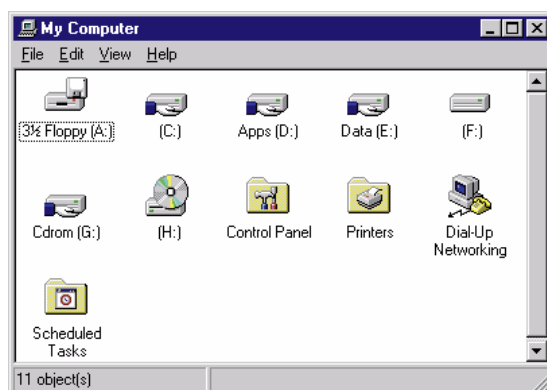 My Computer
File Edit View Help
3½ Floppy (A:) (C:) Apps (D:) Data (E:) (F:)
Cdrom (G:) (H:) Control Panel Printers Dial-Up
Networking
Scheduled
Tasks
11 object(s)